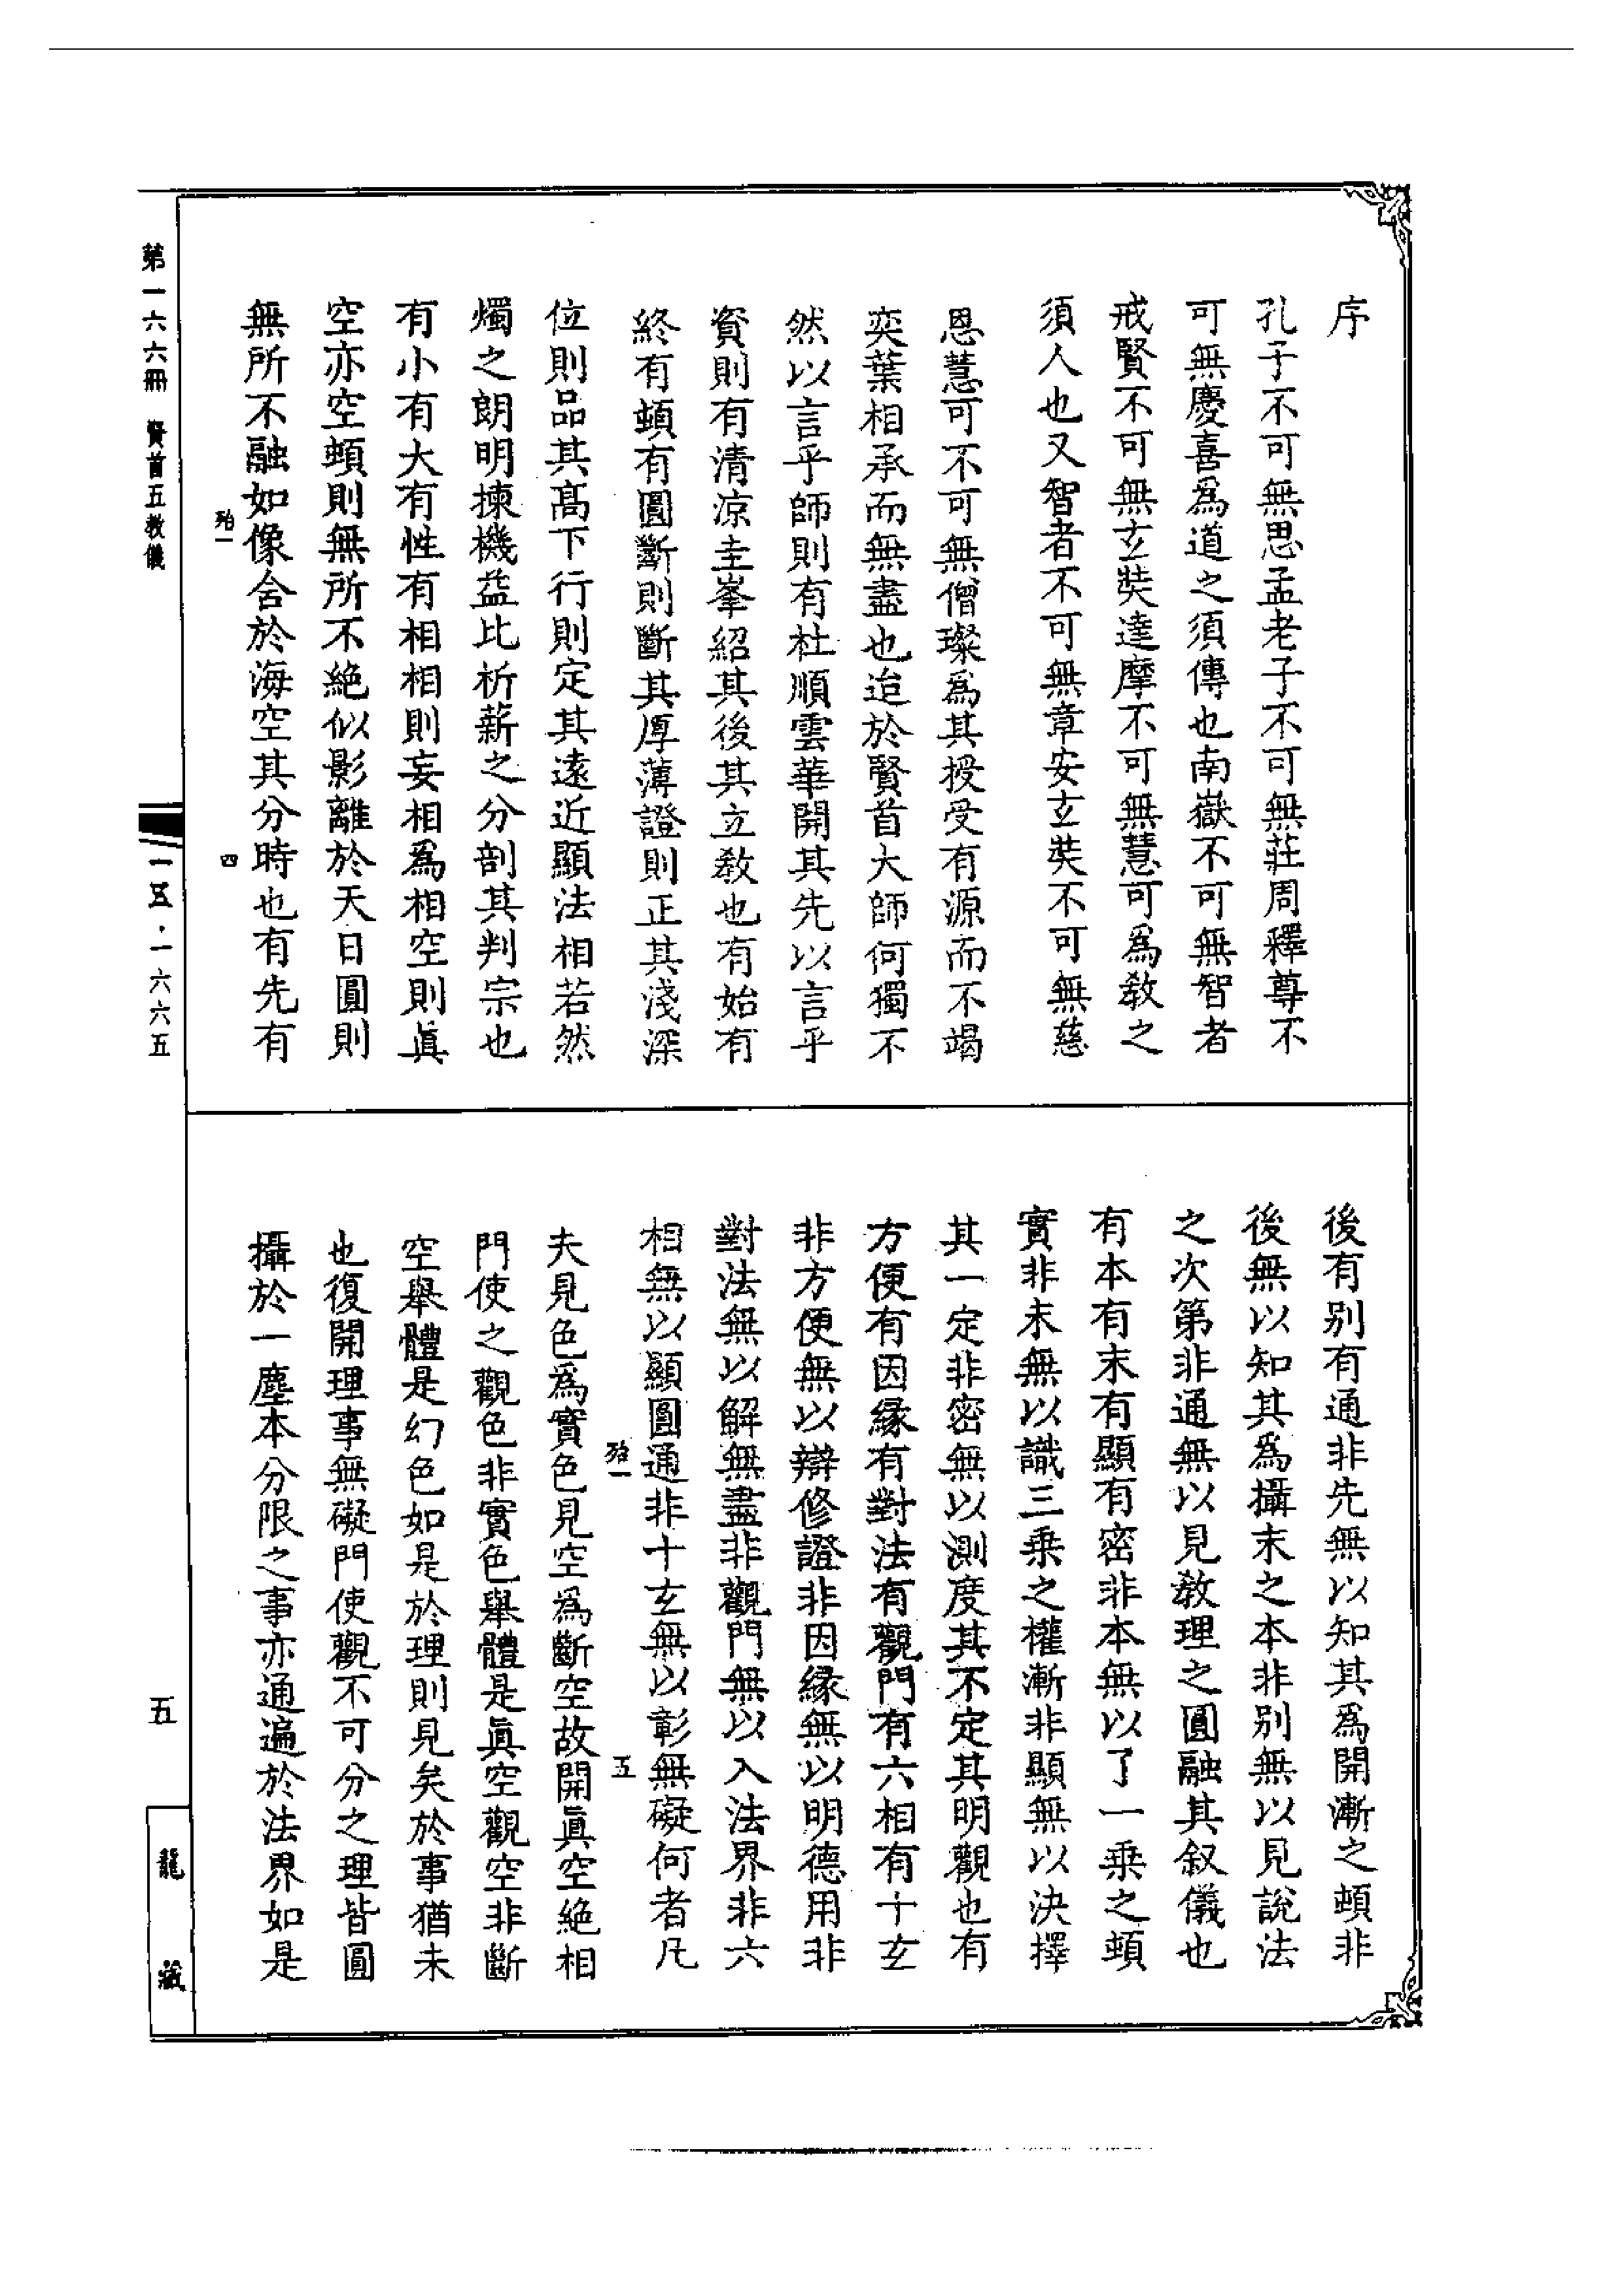 序
孔子不可無思孟老子不可無莊周釋尊不
可無慶喜爲道之須傳也南嶽不可無智者
戒賢不可無玄奘達摩不可無慧可爲教之
須人也又智者不可無章安玄奘不可無慈
恩慧可不可無僧璨爲其授受有源而不竭
奕葉相承而無盡也迨於賢首大師何獨不
然以言乎師則有杜順雲華開其先以言乎
資則有清涼圭峯紹其後其立教也有始有
終有頓有圓斷則斷其厚薄證則正其淺深
位則品其高下行則定其遠近顯法相若然
燭之朗明揀機益比析薪之分剖其判宗也
有小有大有性有相相則妄相爲相空則眞
空亦空頓則無所不絶似影離於天日圓則
無所不融如像含於海空其分時也有先有
後有別有通非先無以知其爲開漸之頓非
後無以知其爲攝末之本非別無以見說法
之次第非通無以見教理之圓融其叙儀也
有本有末有顯有密非本無以了一乘之頓
實非末無以識三乘之權漸非顯無以決擇
其一定非密無以測度其不定其明觀也有
方便有因緣有對法有觀門有六相有十玄
非方便無以辯修證非因緣無以明德用非
對法無以解無盡非觀門無以入法界非六
相無以顯圓通非十玄無以彰無礙何者凡
夫見色爲實色見空爲斷空故開眞空絶相
門使之觀色非實色舉體是眞空觀空非斷
空舉體是幻色如是於理則見矣於事猶未
也復開理事無礙門使觀不可分之理皆圓
攝於一塵本分限之事亦通遍於法界如是
殆一
四
殆一
五
第一六六冊 賢首五教儀
一五·一六六五
五
龍藏